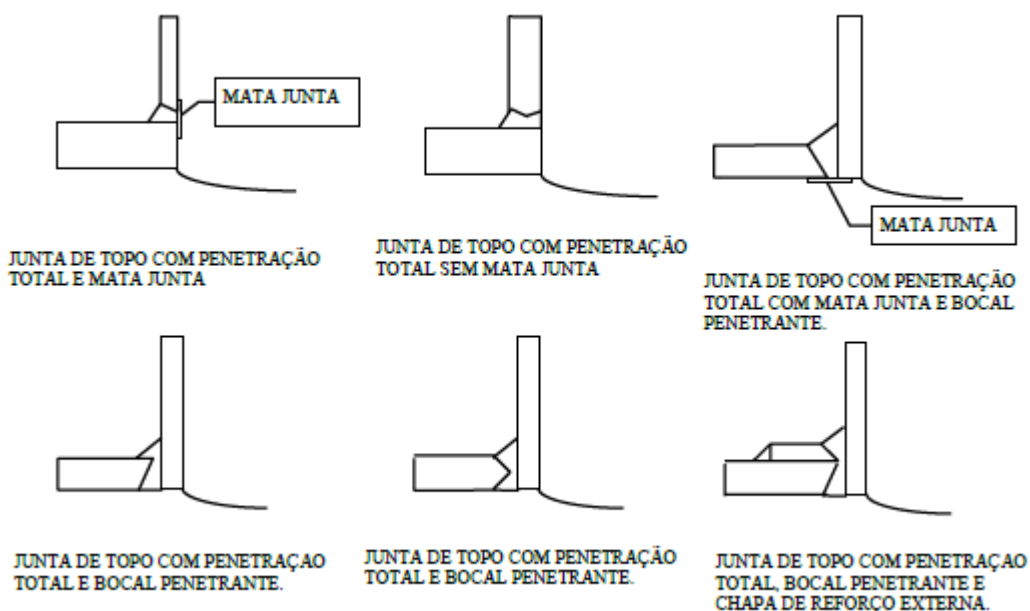 MATA JUNTA
JUNTA DE TOPO COM PENETRAÇÃO
TOTAL E MATA JUNTA
JUNTA DE TOPO COM PENETRAÇÃO
TOTAL SEM MATA JUNTA
MATA JUNTA
JUNTA DE TOPO COM PENETRAÇÃO
TOTAL COM MATA JUNTA E BOCAL
PENETRANTE.
JUNTA DE TOPO COM PENETRAÇAO
TOTAL E BOCAL PENETRANTE.
JUNTA DE TOPO COM PENETRAÇÃO
TOTAL E BOCAL PENETRANTE.
JUNTA DE TOPO COM PENETRAÇAO
TOTAL, BOCAL PENETRANTE E
CHAPA DE REFORCO EXTERNA.